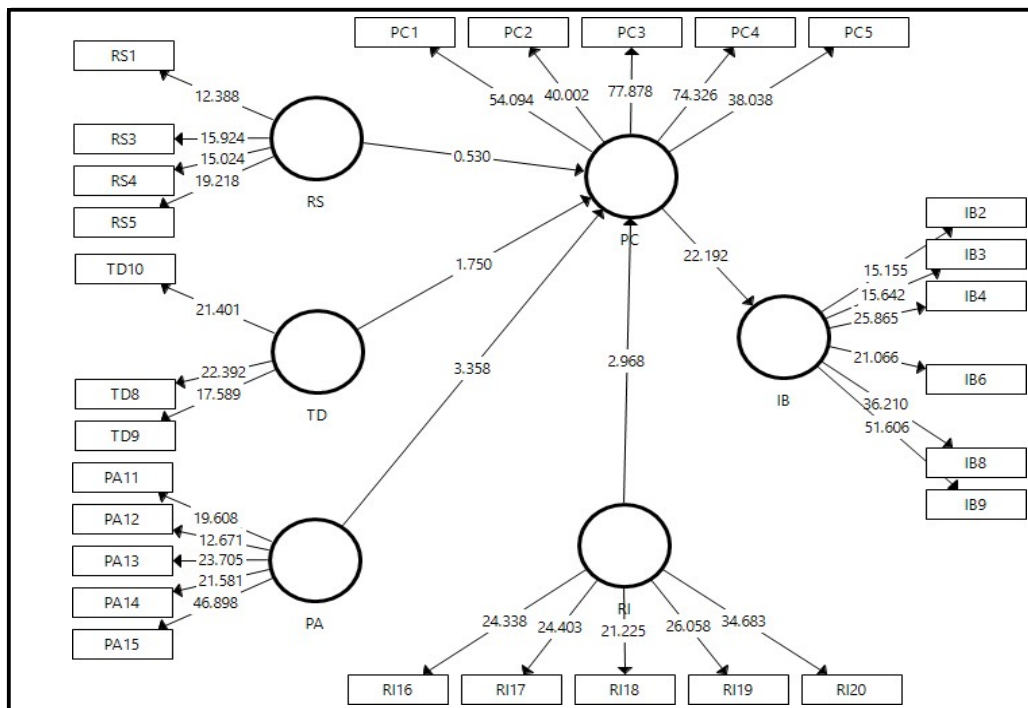 PC1
PC2
PC3
PC4
PC5
54.094
40.002
77.878
74.326
38.038
RS1
RS3
RS4
RS5
12.388
15.924
15.024
19.218
RS
0.530
PC
TD10
TD8
TD9
21.401
22.392
17.589
TD
1.750
PA11
PA12
PA13
PA14
PA15
19.608
12.671
23.705
21.581
46.898
PA
3.358
2.968
22.192
IB
15.155
15.642
25.865
21.066
36.210
51.606
IB2
IB3
IB4
IB6
IB8
IB9
RI
24.338
24.403
21.225
26.058
34.683
RI16
RI17
RI18
RI19
RI20